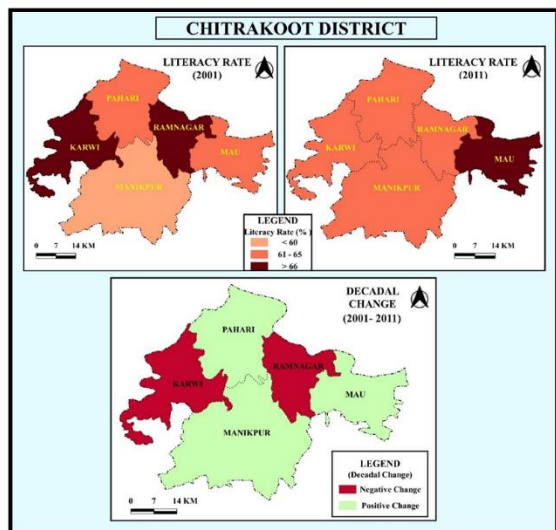 CHITRAKOOT DISTRICT
LITERACY RATE
(2001)
PAHARI
RAMNAGAR
KARWI
MAU
MANIKPUR
0 7 14 KM
LITERACY RATE
(2011)
PAHARI
RAMNAGAR
KARWI
MAU
MANIKPUR
0 7 14 KM
LEGEND
Literacy Rate (% )
< 60
61 - 65
> 66
DECADAL
CHANGE
(2001- 2011)
PAHARI
RAMNAGAR
KARWI
MAU
MANIKPUR
0 7 14 KM
LEGEND
(Decadal Change)
Negative Change
Positive Change